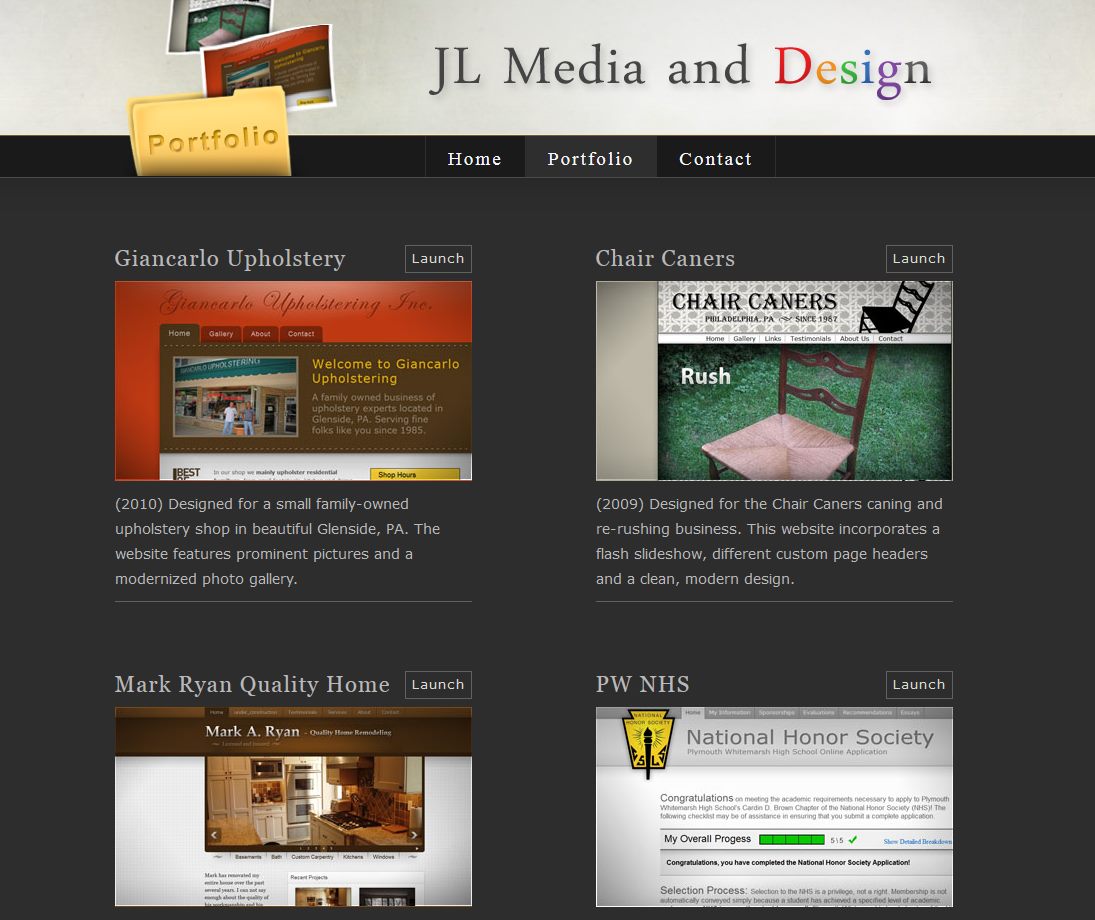 JL Media and Design
Portfolio
Home Portfolio Contact
Giancarlo Upholstery Launch
Giancarlo Upholstering Inc.
Home Gallery About Contact
GIANCARLO UPHOLSTERING
Welcome to Giancarlo
Upholstering
A family owned business of
upholstery experts located in
Glenside, PA. Serving fine
folks like you since 1985.
BEST
In our shop we mainly upholster residential
Shop Hours
(2010) Designed for a small family-owned
upholstery shop in beautiful Glenside, PA. The
website features prominent pictures and a
modernized photo gallery.
Chair Caners Launch
CHAIR CANERS
PHILADELPHIA, PA SINCE 1987
Home Gallery Links Testimonials About Us Contact
Rush
(2009) Designed for the Chair Caners caning and
re-rushing business. This website incorporates a
flash slideshow, different custom page headers
and a clean, modern design.
Mark Ryan Quality Home Launch
Home under_construction Testimonials Services About Contact
Mark A. Ryan - Quality Home Remodeling
Licensed and Insured
Basements Bath Custom Carpentry Kitchens Windows
Mark has renovated my
entire house over the past
several years. I can not say
enough about the quality of
his workmanship and his
Recent Projects
PW NHS Launch
Home My Information Sponsorships Evaluations Recommendations Essays
NATIONAL
HONOR SOCIETY
National Honor Society
Plymouth Whitemarsh High School Online Application
Congratulations on meeting the academic requirements necessary to apply to Plymouth
Whitemarsh High School's Cardin D. Brown Chapter of the National Honor Society (NHS)! The
following checklist may be of assistance in ensuring that you submit a complete application.
My Overall Progess 5\5 Show Detailed Breakdown
Congratulations, you have completed the National Honor Society Application!
Selection Process: Selection to the NHS is a privilege, not a right. Membership is not
automatically conveyed simply because a student has achieved a specified level of academic